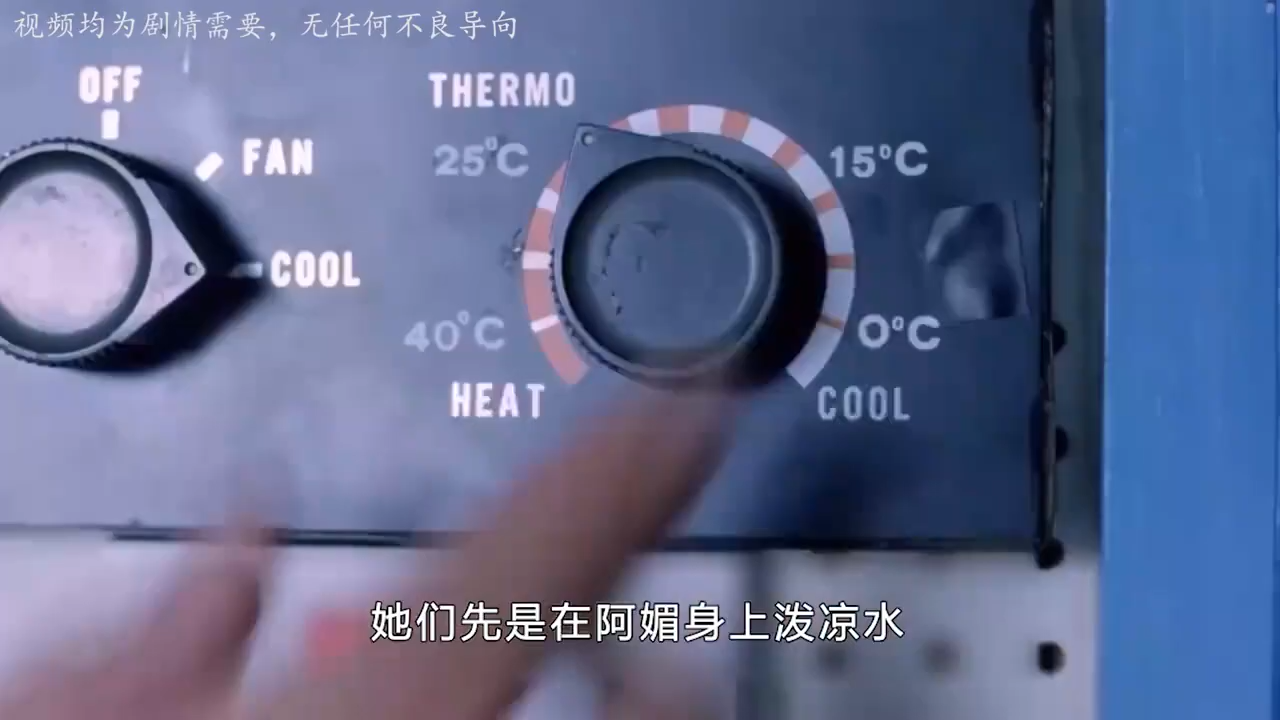 视频均为剧情需要，无任何不良导向
OFF
THERMO
FAN
25°C
15°C
COOL
40°C
0°C
HEAT
COOL
她们先是在阿媚身上泼凉水